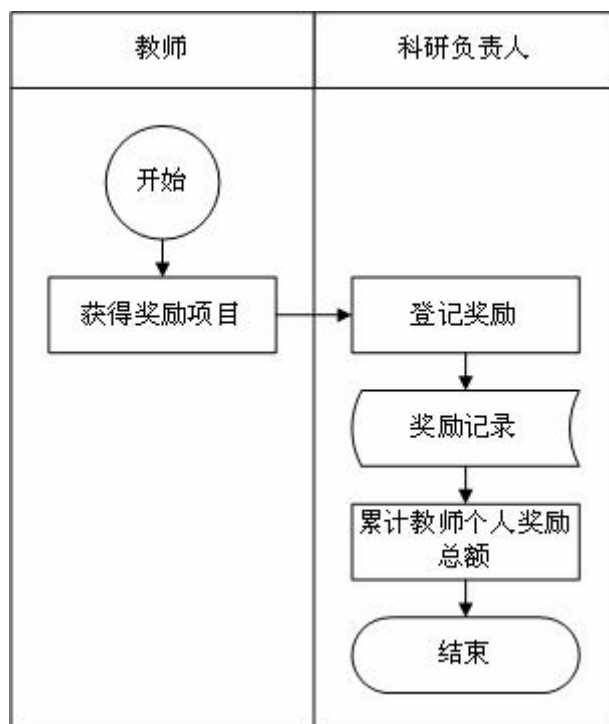 教师
科研负责人
开始
获得奖励项目
登记奖励
奖励记录
累计教师个人奖励
总额
结束